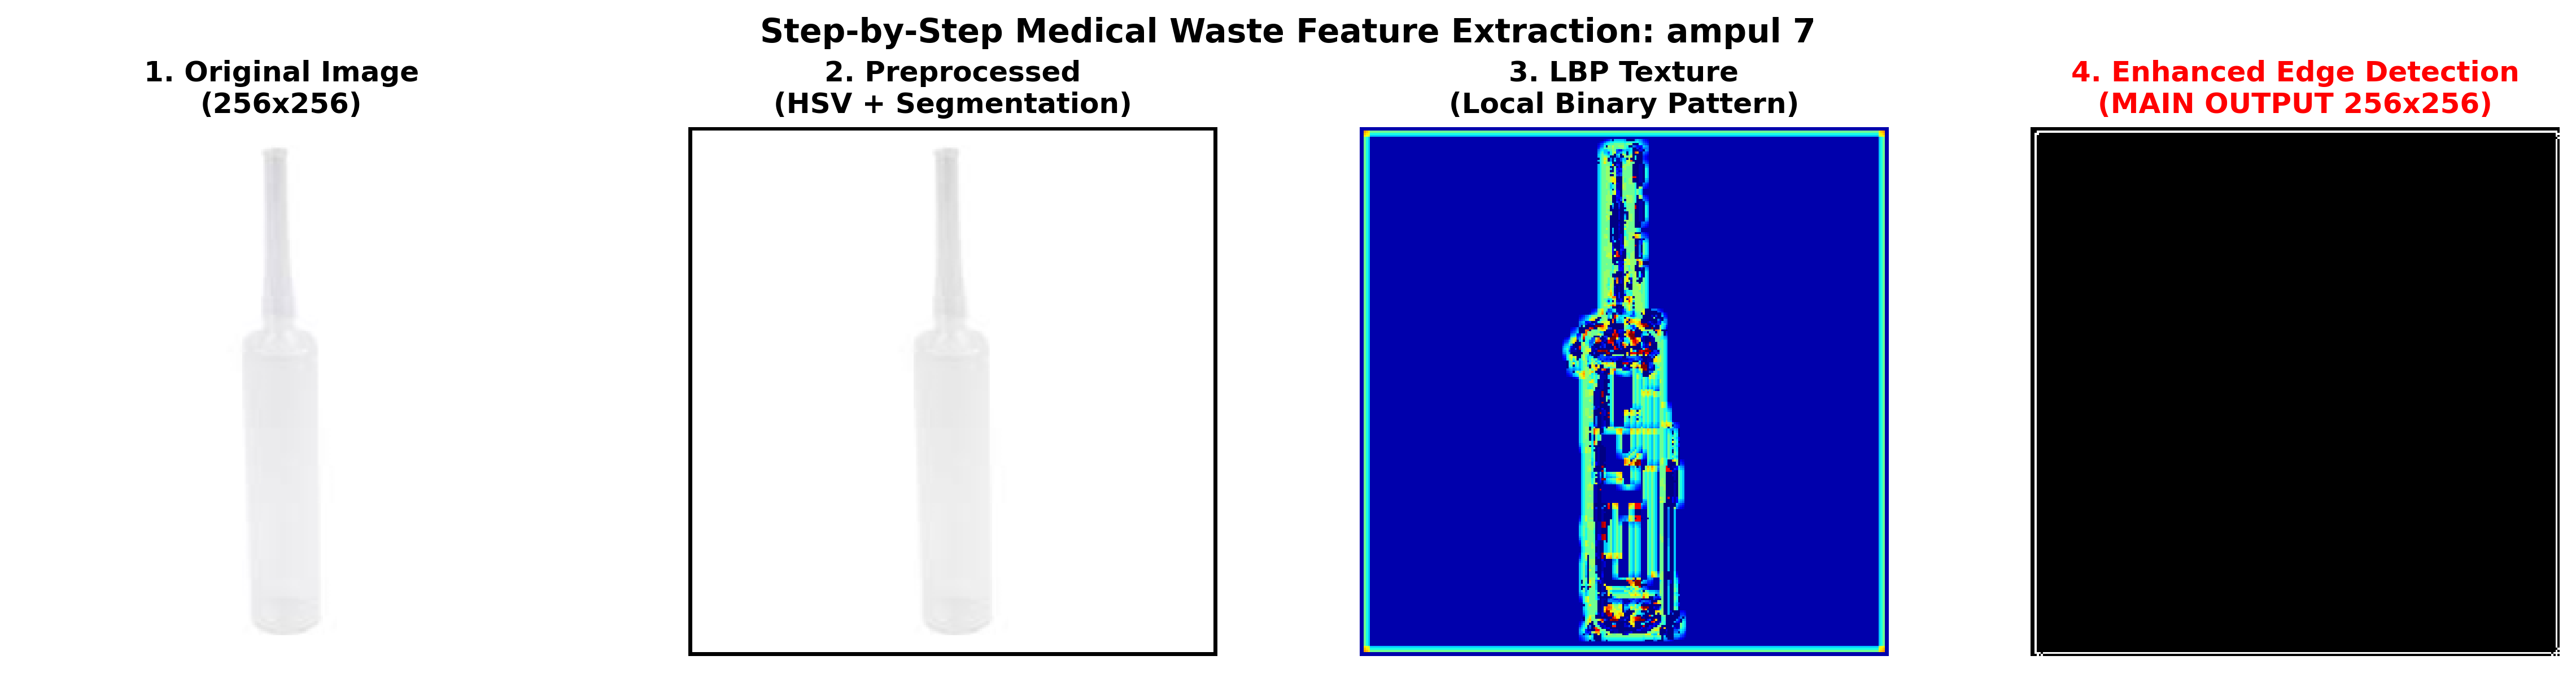 Step-by-Step Medical Waste Feature Extraction: ampul 7
1. Original Image
(256x256)
2. Preprocessed
(HSV + Segmentation)
3. LBP Texture
(Local Binary Pattern)
4. Enhanced Edge Detection
(MAIN OUTPUT 256x256)